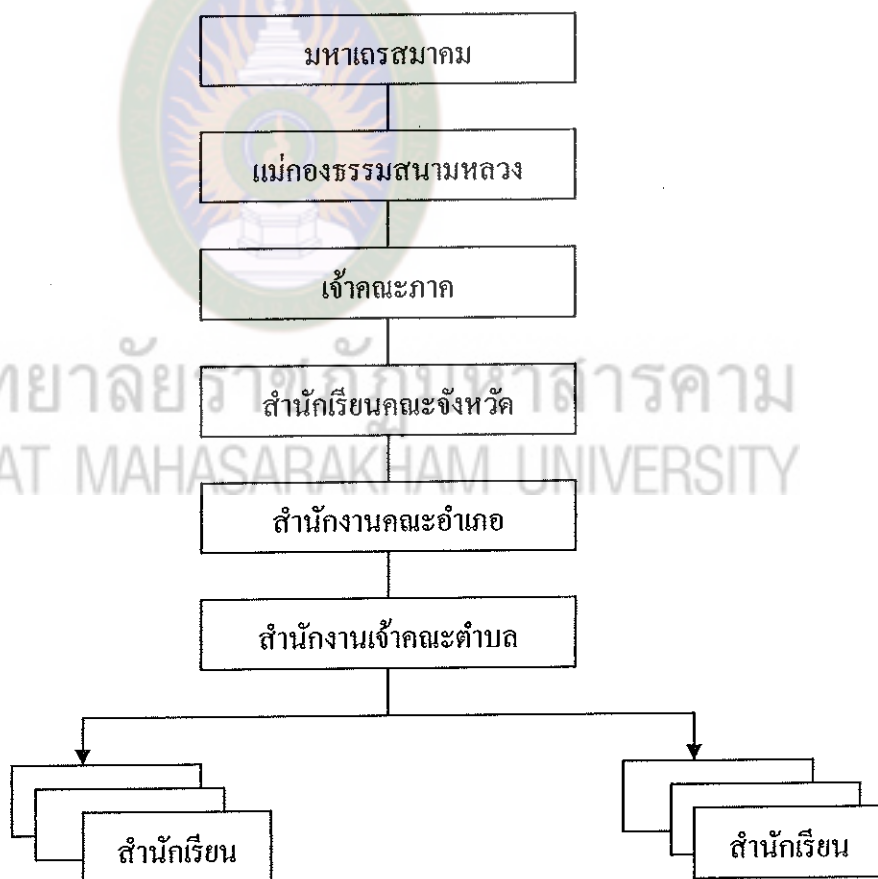 มหาเถรสมาคม
แม่กองธรรมสนามหลวง
เจ้าคณะภาค
ทยาลัยราชภัฏมหาสารคาม
สำนักเรียนคณะจังหวัด
AT MAHASARAKHAM UNIVERSITY
สำนักงานคณะอำเภอ
สำนักงานเจ้าคณะตำบล
สำนักเรียน
สำนักเรียน